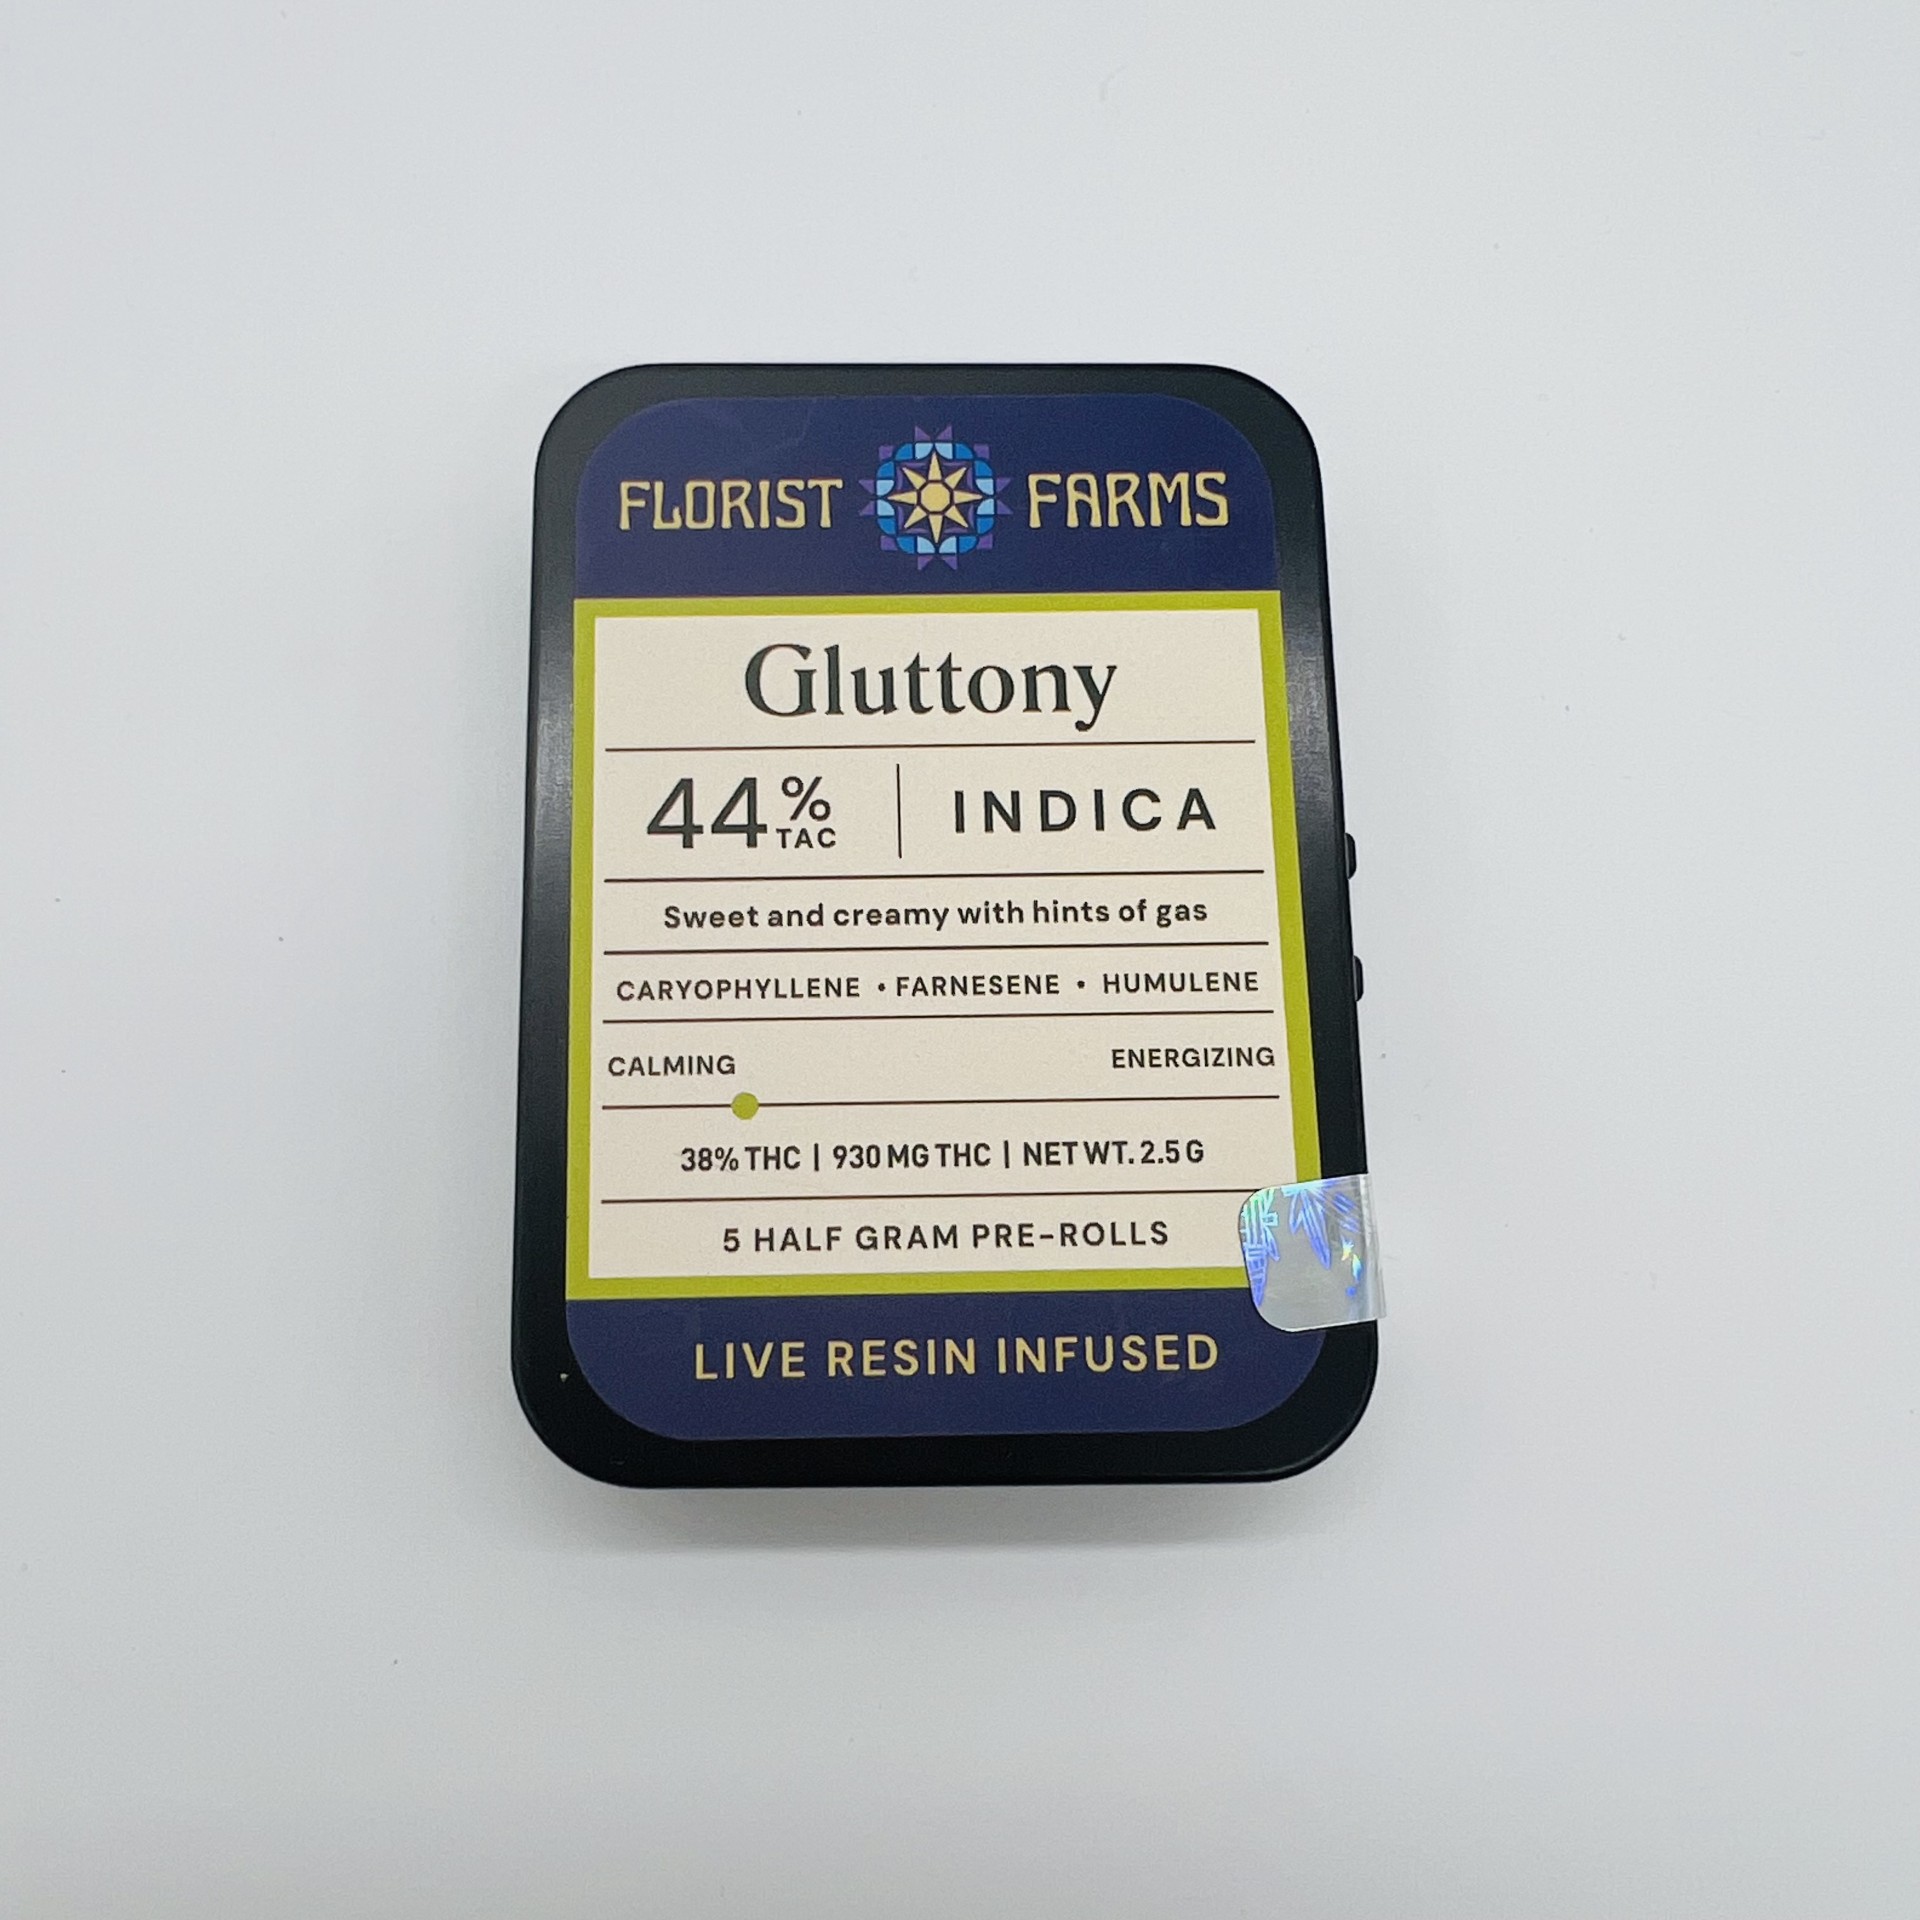 FLORIST FARMS
Gluttony
44% TAC | INDICA
Sweet and creamy with hints of gas
CARYOPHYLLENE • FARNESENE • HUMULENE
CALMING ENERGIZING
38% THC | 930 MG THC | NET WT. 2.5 G
5 HALF GRAM PRE-ROLLS
LIVE RESIN INFUSED